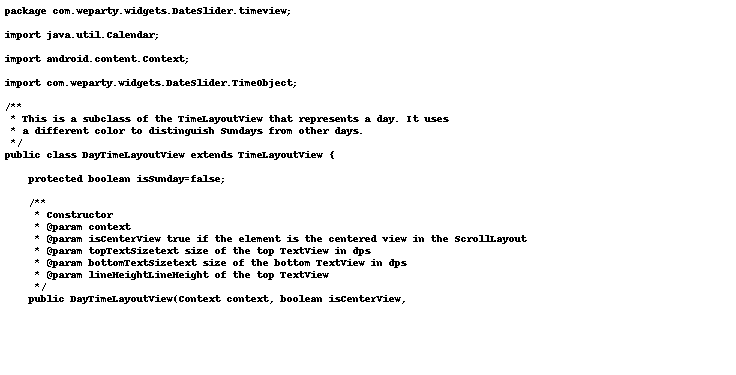 package com.weparty.widgets.DateSlider.timeview;
import java.util.Calendar;
import android.content.Context;
import com.weparty.widgets.DateSlider.TimeObject;
/**
 * This is a subclass of the TimeLayoutView that represents a day. It uses
 * a different color to distinguish Sundays from other days.
 */
public class DayTimeLayoutView extends TimeLayoutView {
    protected boolean isSunday=false;
    /**
     * Constructor
     * @param context
     * @param isCenterView true if the element is the centered view in the ScrollLayout
     * @param topTextSizetext size of the top TextView in dps
     * @param bottomTextSizetext size of the bottom TextView in dps
     * @param lineHeightLineHeight of the top TextView
     */
    public DayTimeLayoutView(Context context, boolean isCenterView,